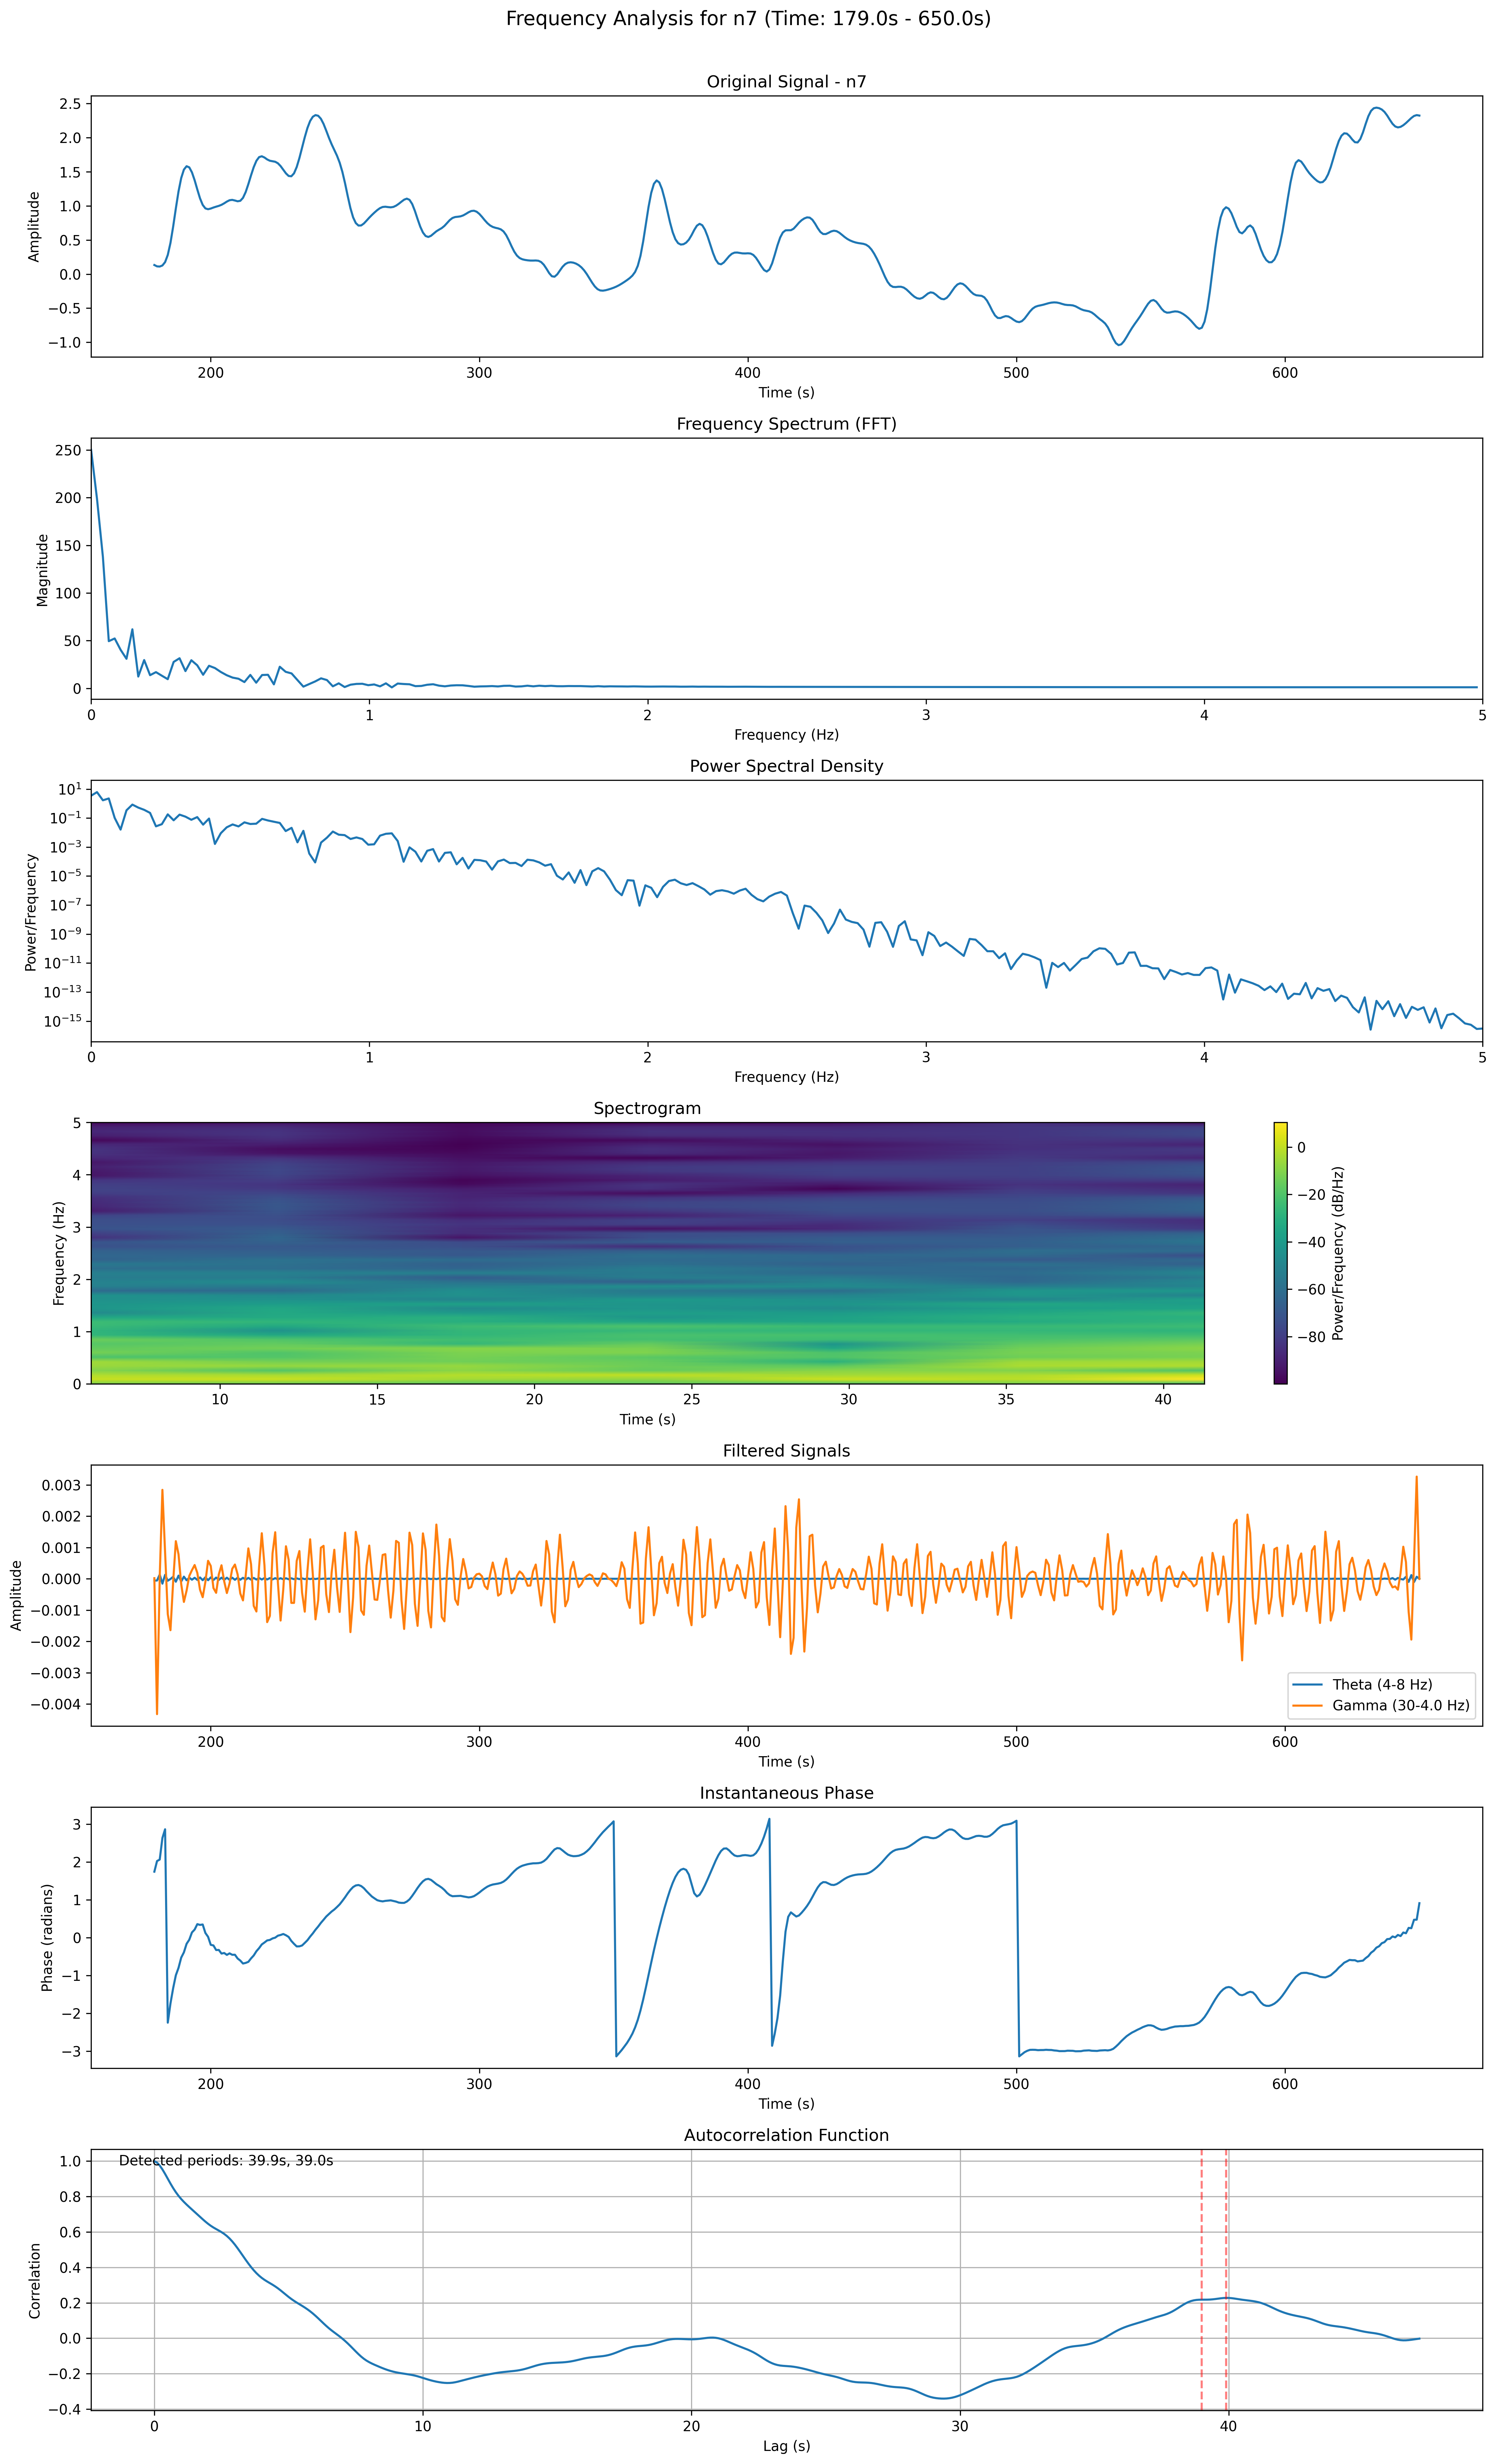 Frequency Analysis for n7 (Time: 179.0s - 650.0s)
Original Signal - n7
2.5
2.0
1.5
1.0
0.5
0.0
−0.5
−1.0
Amplitude
200 300 400 500 600
Time (s)
Frequency Spectrum (FFT)
250
200
150
100
50
0
Magnitude
0 1 2 3 4 5
Frequency (Hz)
Power Spectral Density
10^1
10^−1
10^−3
10^−5
10^−7
10^−9
10^−11
10^−13
10^−15
Power/Frequency
0 1 2 3 4 5
Frequency (Hz)
Spectrogram
5
4
3
2
1
0
Frequency (Hz)
10 15 20 25 30 35 40
Time (s)
0
−20
−40
−60
−80
Power/Frequency (dB/Hz)
Filtered Signals
0.003
0.002
0.001
0.000
−0.001
−0.002
−0.003
−0.004
Amplitude
Theta (4-8 Hz)
Gamma (30-4.0 Hz)
200 300 400 500 600
Time (s)
Instantaneous Phase
3
2
1
0
−1
−2
−3
Phase (radians)
200 300 400 500 600
Time (s)
Autocorrelation Function
Detected periods: 39.9s, 39.0s
1.0
0.8
0.6
0.4
0.2
0.0
−0.2
−0.4
Correlation
0 10 20 30 40
Lag (s)